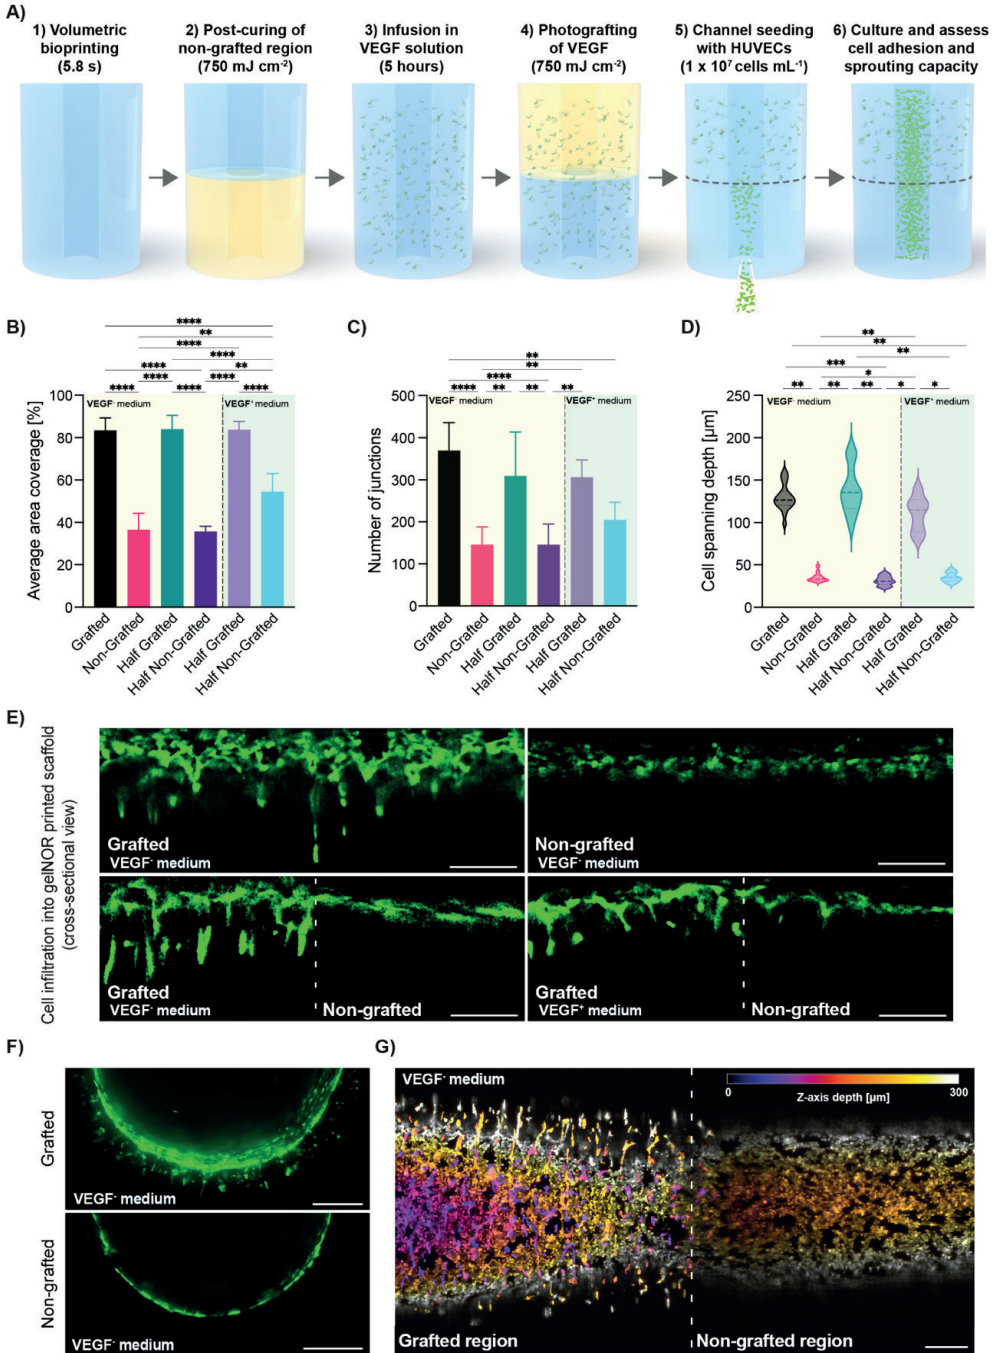 A)
1) Volumetric
bioprinting
(5.8 s)
2) Post-curing of
non-grafted region
(750 mJ cm⁻²)
3) Infusion in
VEGF solution
(5 hours)
4) Photografting
of VEGF
(750 mJ cm⁻²)
5) Channel seeding
with HUVECs
(1 x 10⁷ cells mL⁻¹)
6) Culture and assess
cell adhesion and
sprouting capacity
B)
****
**
****
****
**** **
**** ****
**** **** ****
VEGF⁻ medium
VEGF⁺ medium
Average area coverage [%]
100
80
60
40
20
0
Grafted
Non-Grafted
Half Grafted
Half Non-Grafted
Half Grafted
Half Non-Grafted
C)
**
**
****
**** ** ** **
VEGF⁻ medium
VEGF⁺ medium
Number of junctions
500
400
300
200
100
0
Grafted
Non-Grafted
Half Grafted
Half Non-Grafted
Half Grafted
Half Non-Grafted
D)
**
**
**
***
*
** ** ** * *
VEGF⁻ medium
VEGF⁺ medium
Cell spanning depth [µm]
250
200
150
100
50
0
Grafted
Non-Grafted
Half Grafted
Half Non-Grafted
Half Grafted
Half Non-Grafted
E)
Cell infiltration into gelNOR printed scaffold
(cross-sectional view)
Grafted
VEGF⁻ medium
Non-grafted
VEGF⁻ medium
Grafted
VEGF⁻ medium
Non-grafted
Grafted
VEGF⁺ medium
Non-grafted
F)
Grafted
VEGF⁻ medium
Non-grafted
VEGF⁻ medium
G)
VEGF⁻ medium
0
300
Z-axis depth [µm]
Grafted region
Non-grafted region